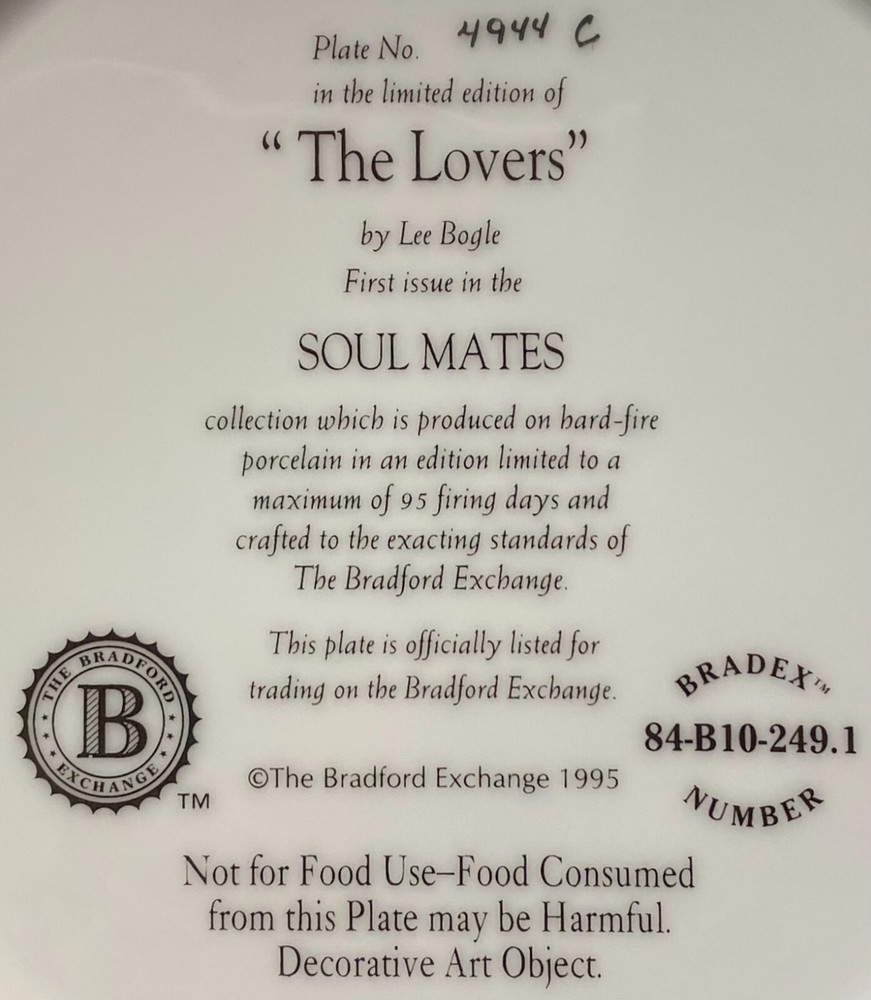 Plate No. 4944 C
in the limited edition of
“ The Lovers”
by Lee Bogle
First issue in the
SOUL MATES
collection which is produced on hard-fire
porcelain in an edition limited to a
maximum of 95 firing days and
crafted to the exacting standards of
The Bradford Exchange.
This plate is officially listed for
trading on the Bradford Exchange.
THE BRADFORD
B
EXCHANGE
TM
©The Bradford Exchange 1995
BRADEX™
84-B10-249.1
NUMBER
Not for Food Use–Food Consumed
from this Plate may be Harmful.
Decorative Art Object.